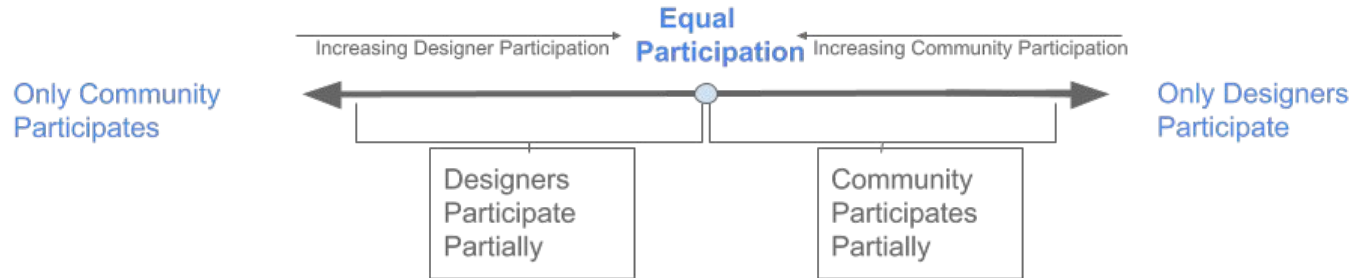 Equal
Participation
Increasing Designer Participation
Increasing Community Participation
Only Community
Participates
Only Designers
Participate
Designers
Participate
Partially
Community
Participates
Partially